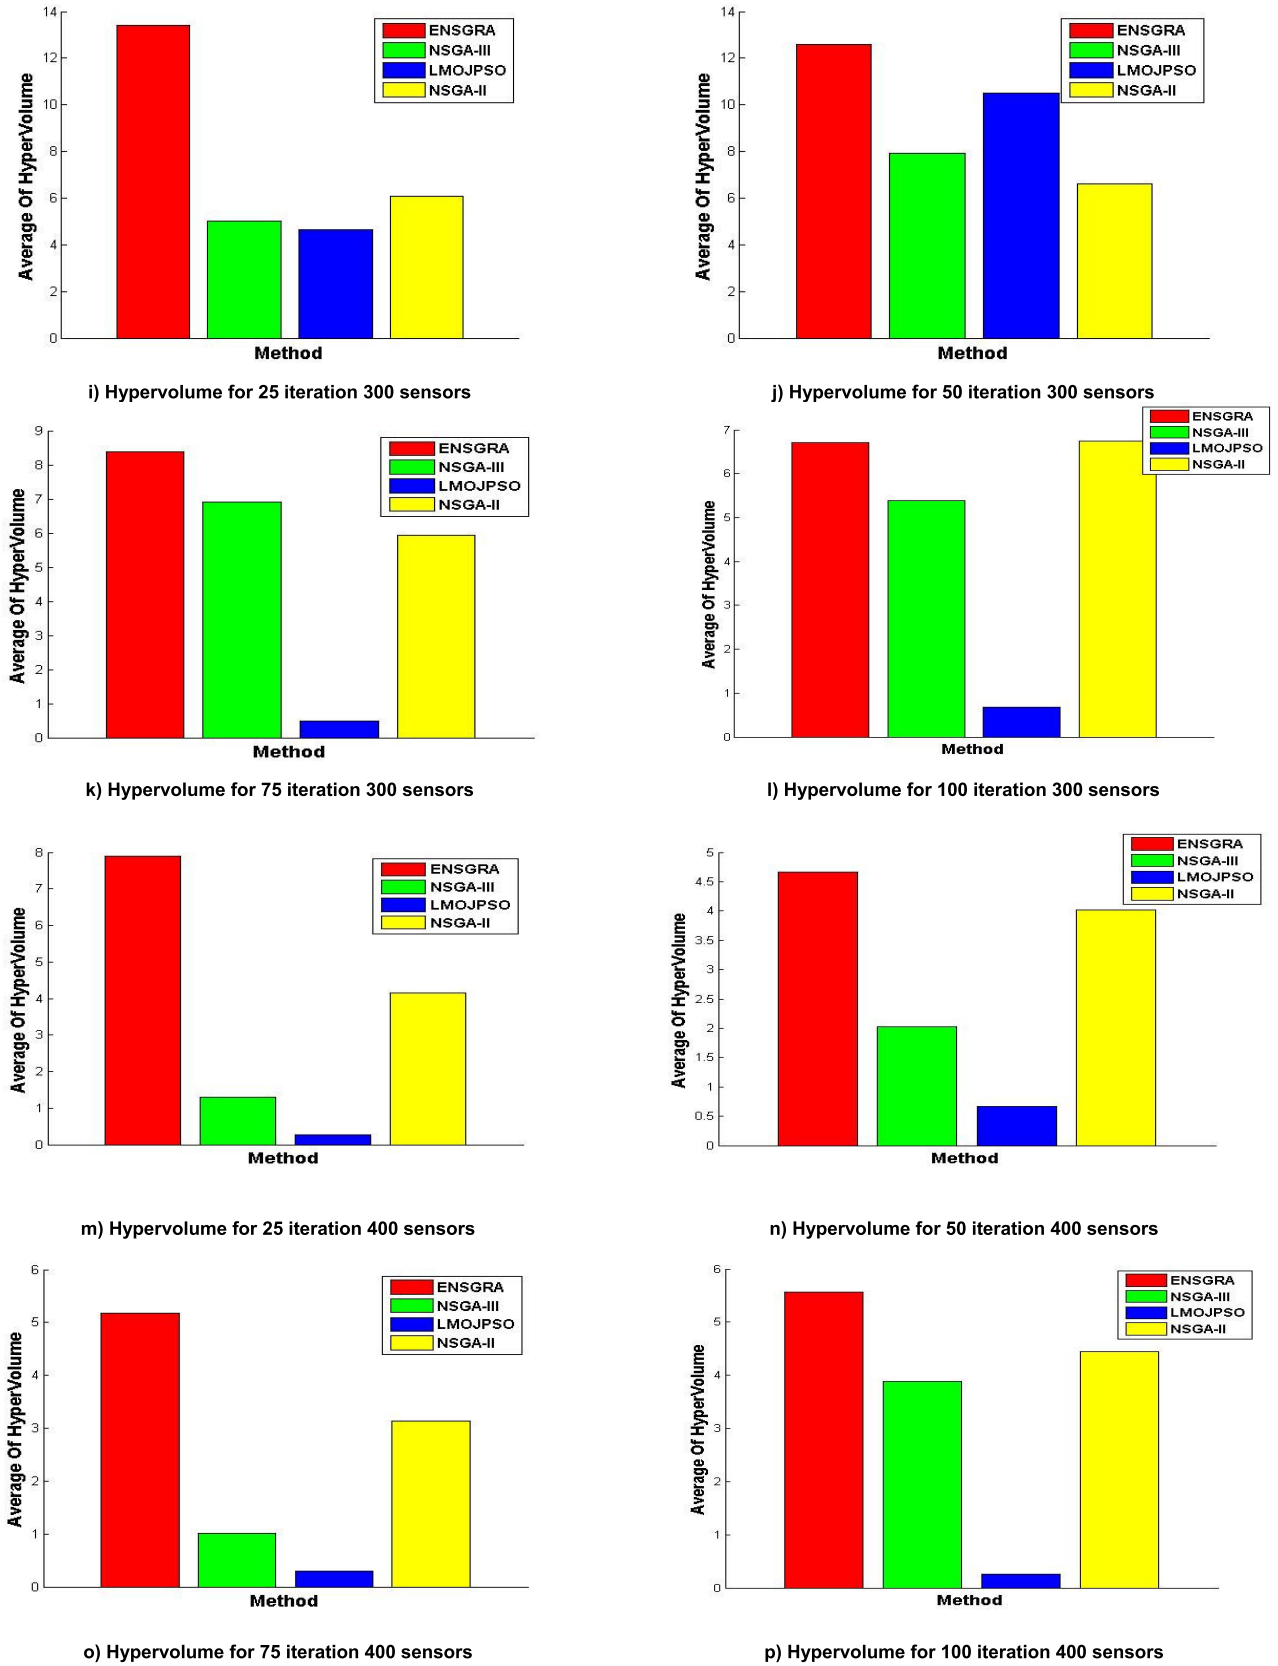 14
12
10
8
6
4
2
0
Average Of HyperVolume
ENSGRA
NSGA-III
LMOJPSO
NSGA-II
Method
i) Hypervolume for 25 iteration 300 sensors
14
12
10
8
6
4
2
0
Average Of HyperVolume
ENSGRA
NSGA-III
LMOJPSO
NSGA-II
Method
j) Hypervolume for 50 iteration 300 sensors
9
8
7
6
5
4
3
2
1
0
Average Of HyperVolume
ENSGRA
NSGA-III
LMOJPSO
NSGA-II
Method
k) Hypervolume for 75 iteration 300 sensors
7
6
5
4
3
2
1
0
Average Of HyperVolume
ENSGRA
NSGA-III
LMOJPSO
NSGA-II
Method
l) Hypervolume for 100 iteration 300 sensors
8
7
6
5
4
3
2
1
0
Average Of HyperVolume
ENSGRA
NSGA-III
LMOJPSO
NSGA-II
Method
m) Hypervolume for 25 iteration 400 sensors
5
4.5
4
3.5
3
2.5
2
1.5
1
0.5
0
Average Of HyperVolume
ENSGRA
NSGA-III
LMOJPSO
NSGA-II
Method
n) Hypervolume for 50 iteration 400 sensors
6
5
4
3
2
1
0
Average Of HyperVolume
ENSGRA
NSGA-III
LMOJPSO
NSGA-II
Method
o) Hypervolume for 75 iteration 400 sensors
6
5
4
3
2
1
0
Average Of HyperVolume
ENSGRA
NSGA-III
LMOJPSO
NSGA-II
Method
p) Hypervolume for 100 iteration 400 sensors